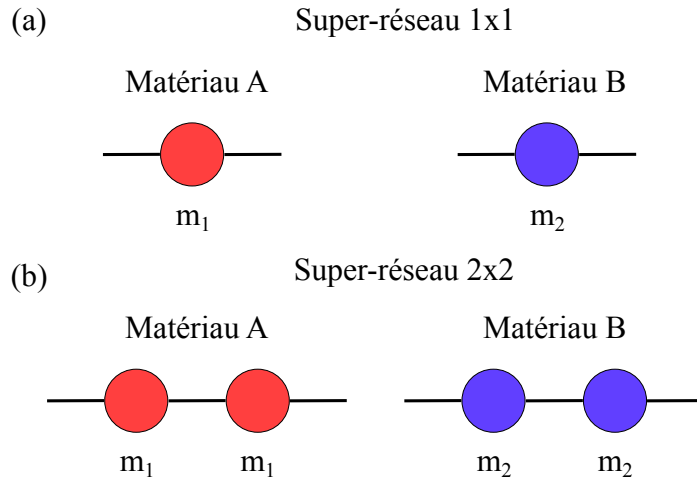 (a) Super-réseau 1x1
Matériau A Matériau B
m₁ m₂
(b) Super-réseau 2x2
Matériau A Matériau B
m₁ m₁ m₂ m₂